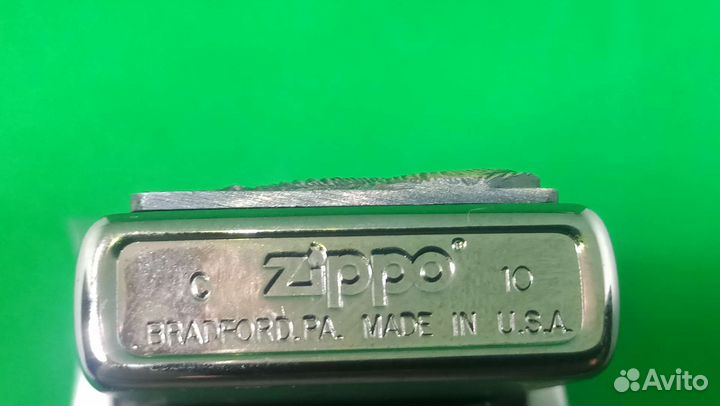 C Zippo® 10
BRADFORD, PA. MADE IN U.S.A.
Avito